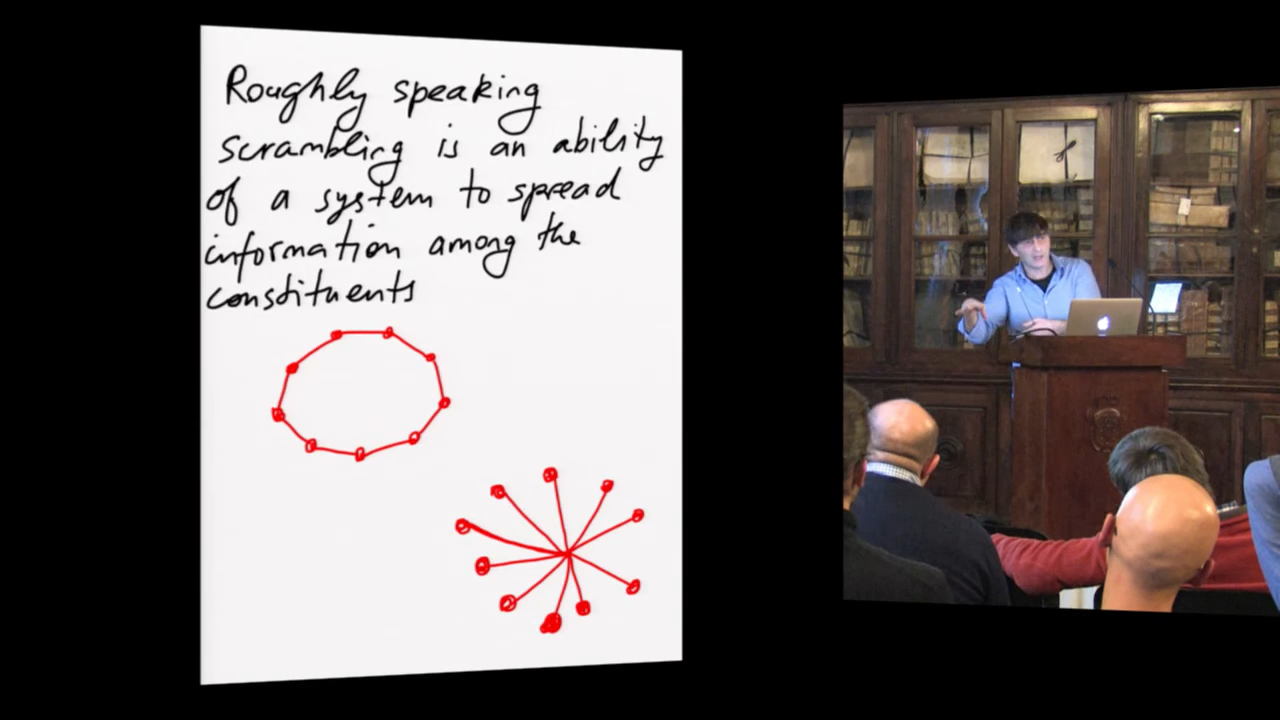 Roughly speaking
scrambling is an ability
of a system to spread
information among the
constituents